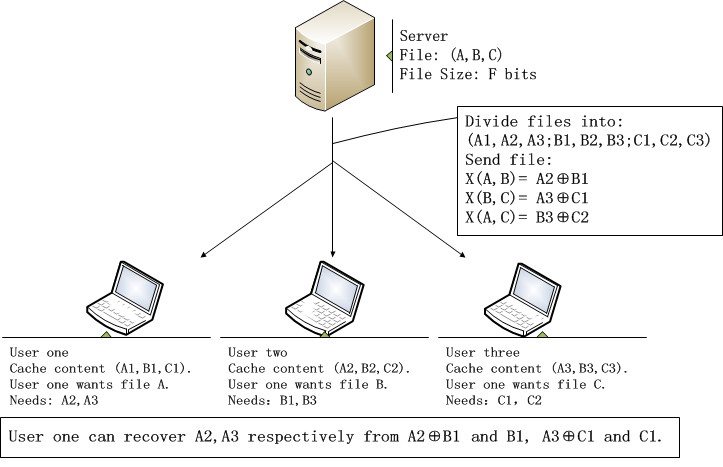 Server
File: (A,B,C)
File Size: F bits
Divide files into:
(A1,A2,A3;B1,B2,B3;C1,C2,C3)
Send file:
X(A,B)= A2⊕B1
X(B,C)= A3⊕C1
X(A,C)= B3⊕C2
User one
Cache content (A1,B1,C1).
User one wants file A.
Needs: A2,A3
User two
Cache content (A2,B2,C2).
User one wants file B.
Needs: B1,B3
User three
Cache content (A3,B3,C3).
User one wants file C.
Needs: C1, C2
User one can recover A2,A3 respectively from A2⊕B1 and B1, A3⊕C1 and C1.